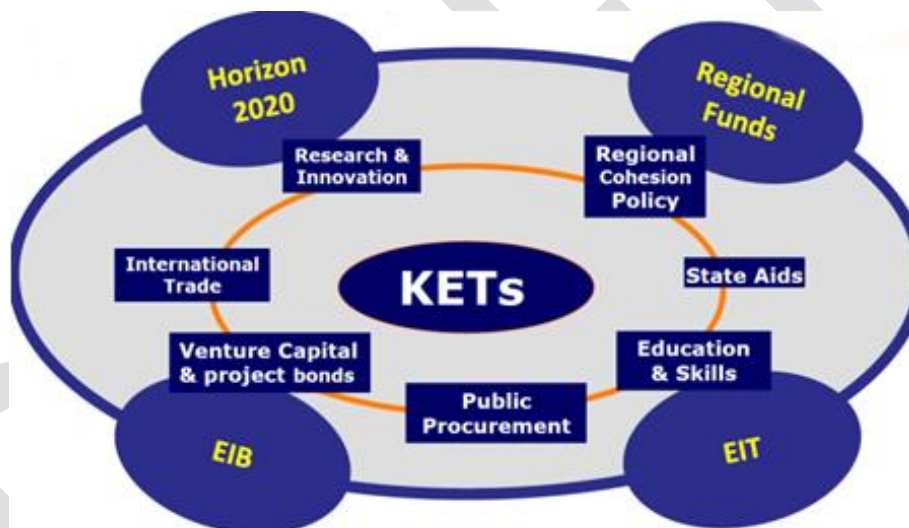 Horizon
2020
Regional
Funds
Research &
Innovation
Regional
Cohesion
Policy
International
Trade
KETs
State Aids
Venture Capital
& project bonds
Education
& Skills
Public
Procurement
EIB
EIT